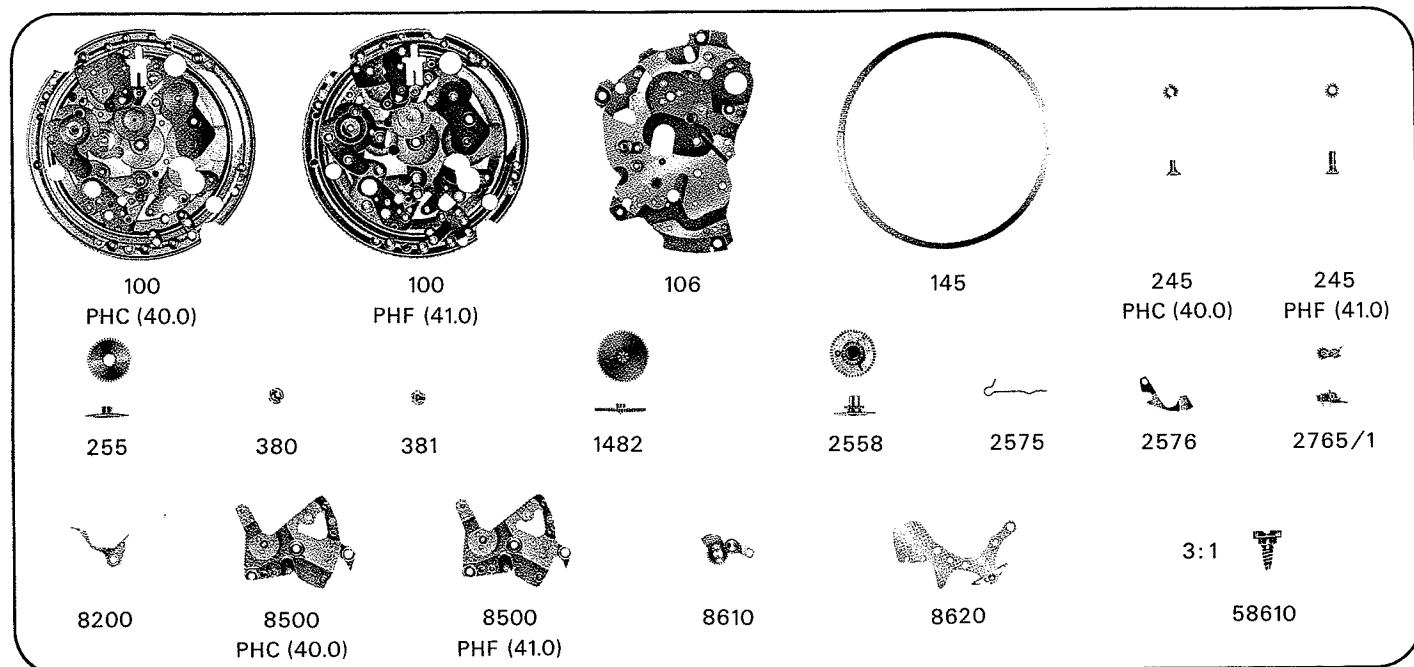 100 100 106 145 245 245
PHC (40.0) PHF (41.0) PHC (40.0) PHF (41.0)
255 380 381 1482 2558 2575 2576 2765/1
3:1
8200 8500 8500 8610 8620 58610
PHC (40.0) PHF (41.0)